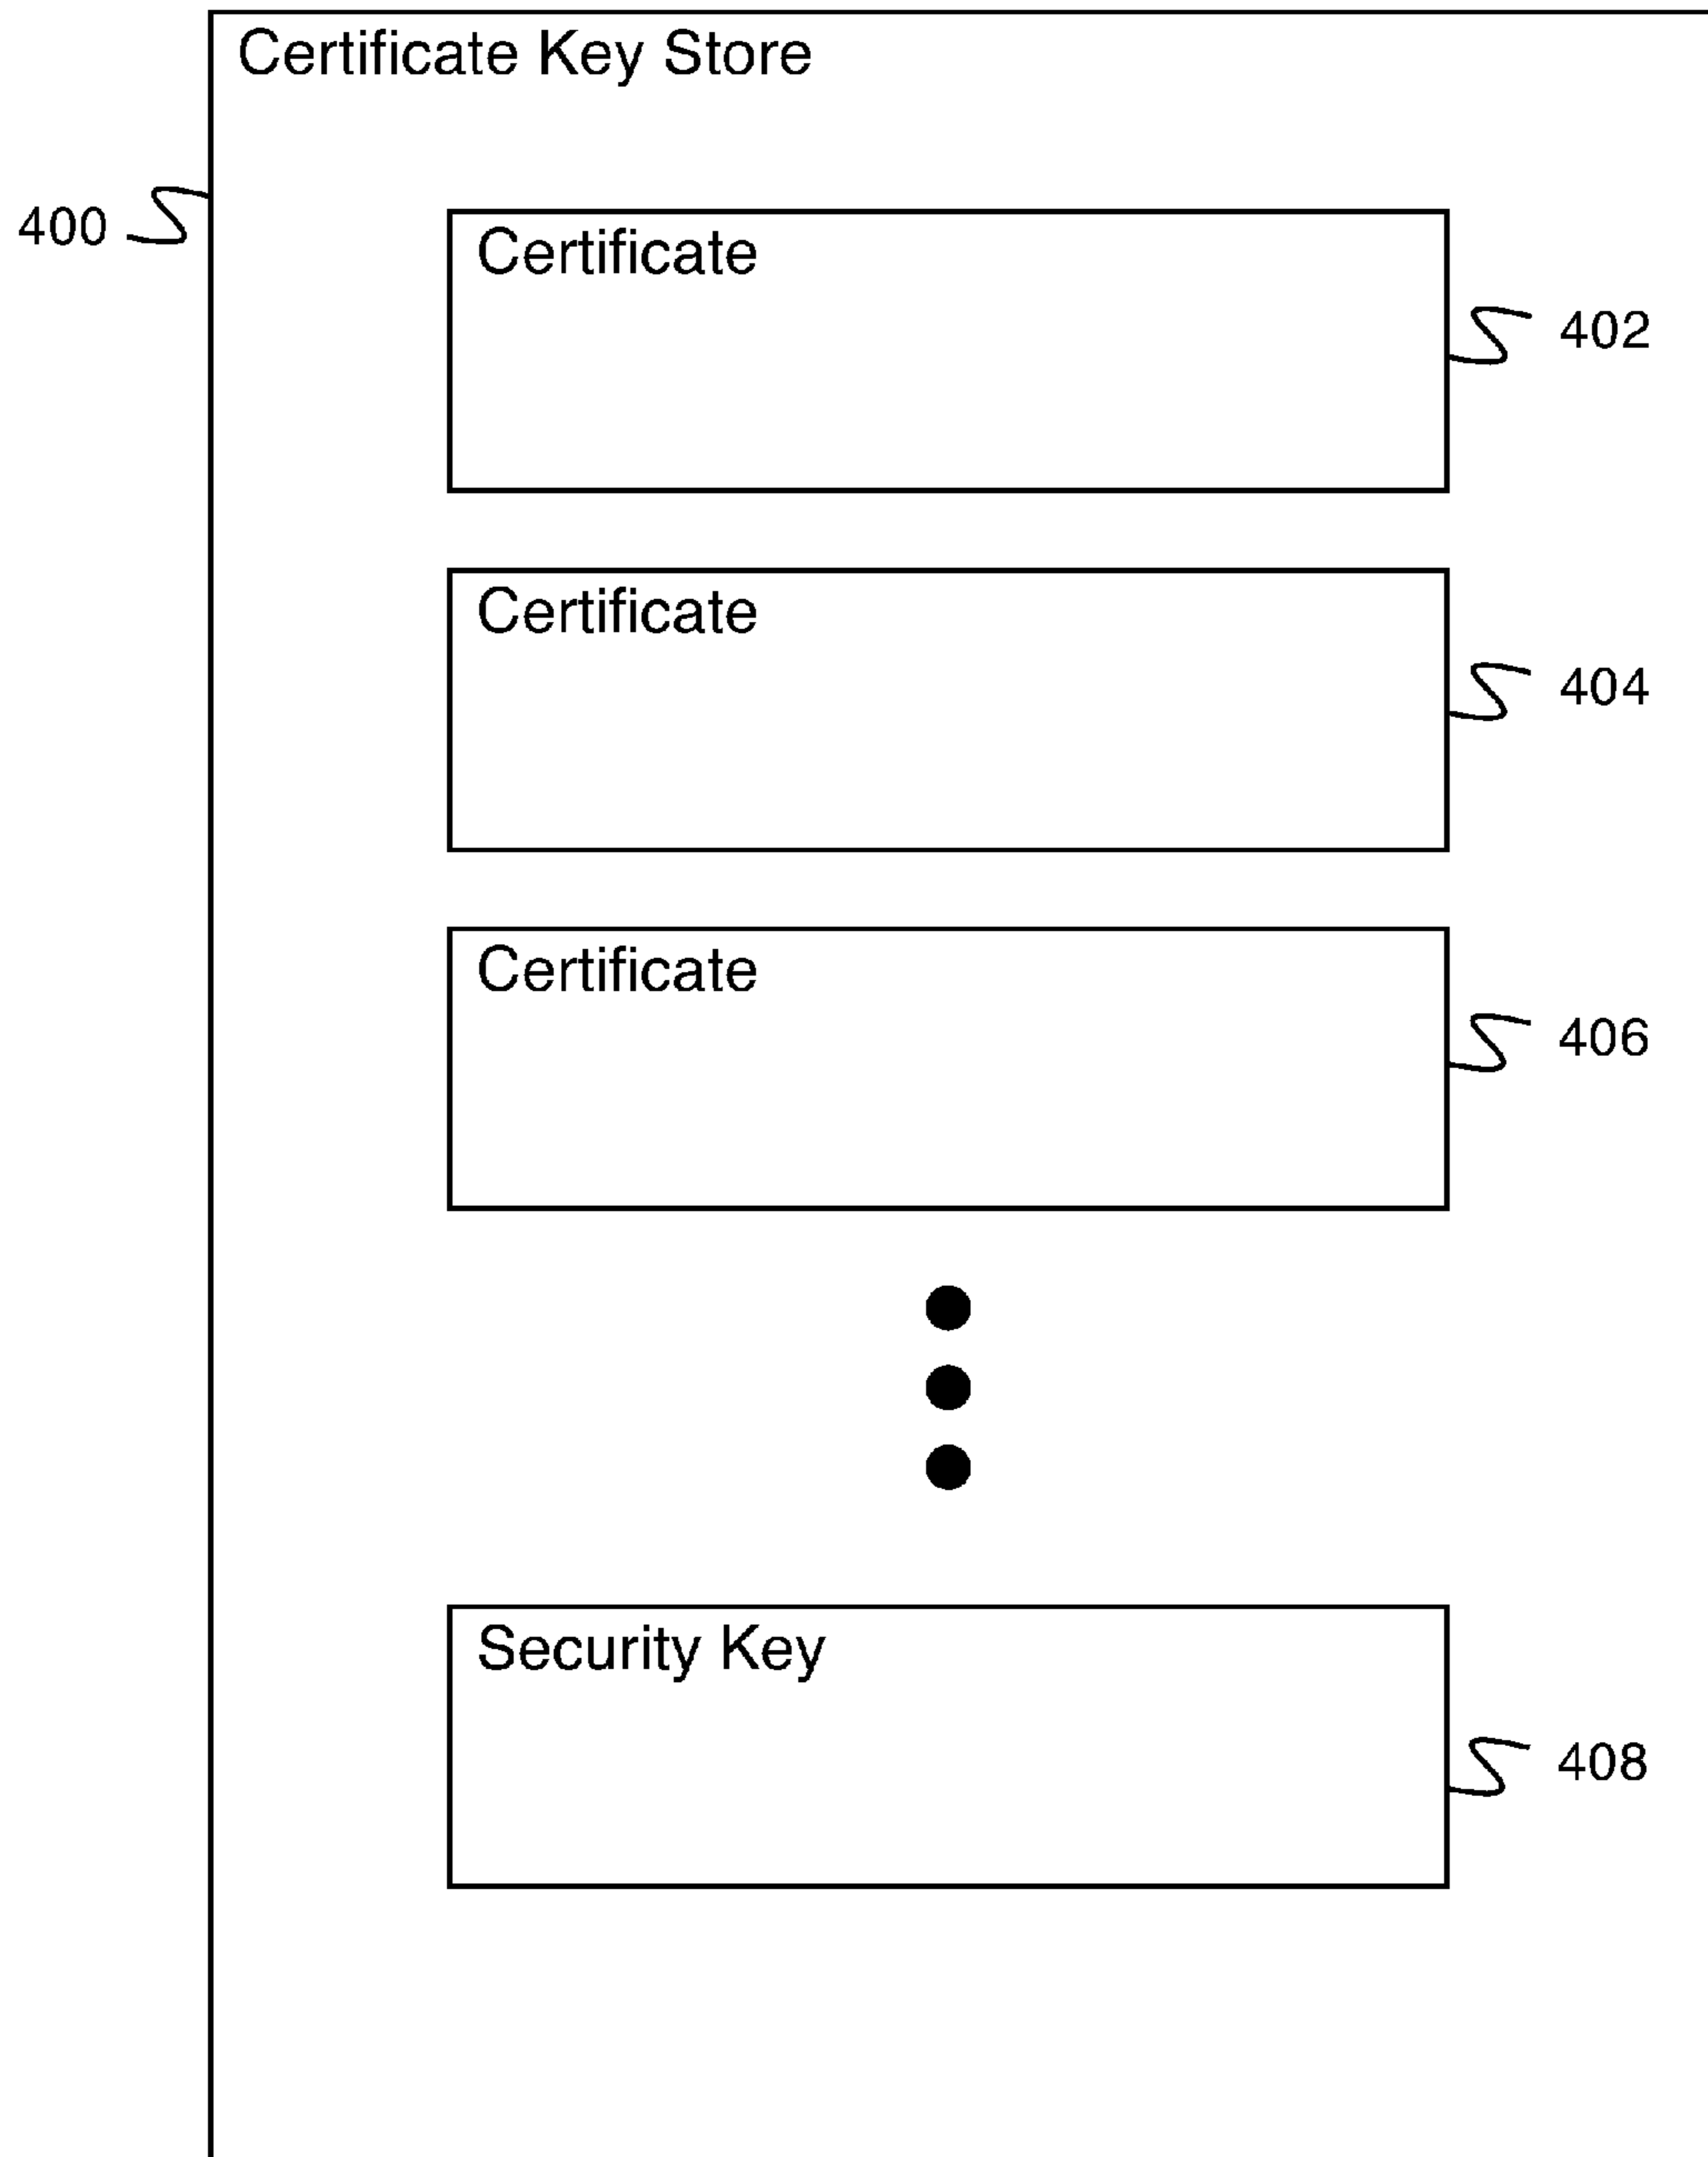 Certificate Key Store
400
Certificate
402
Certificate
404
Certificate
406
Security Key
408